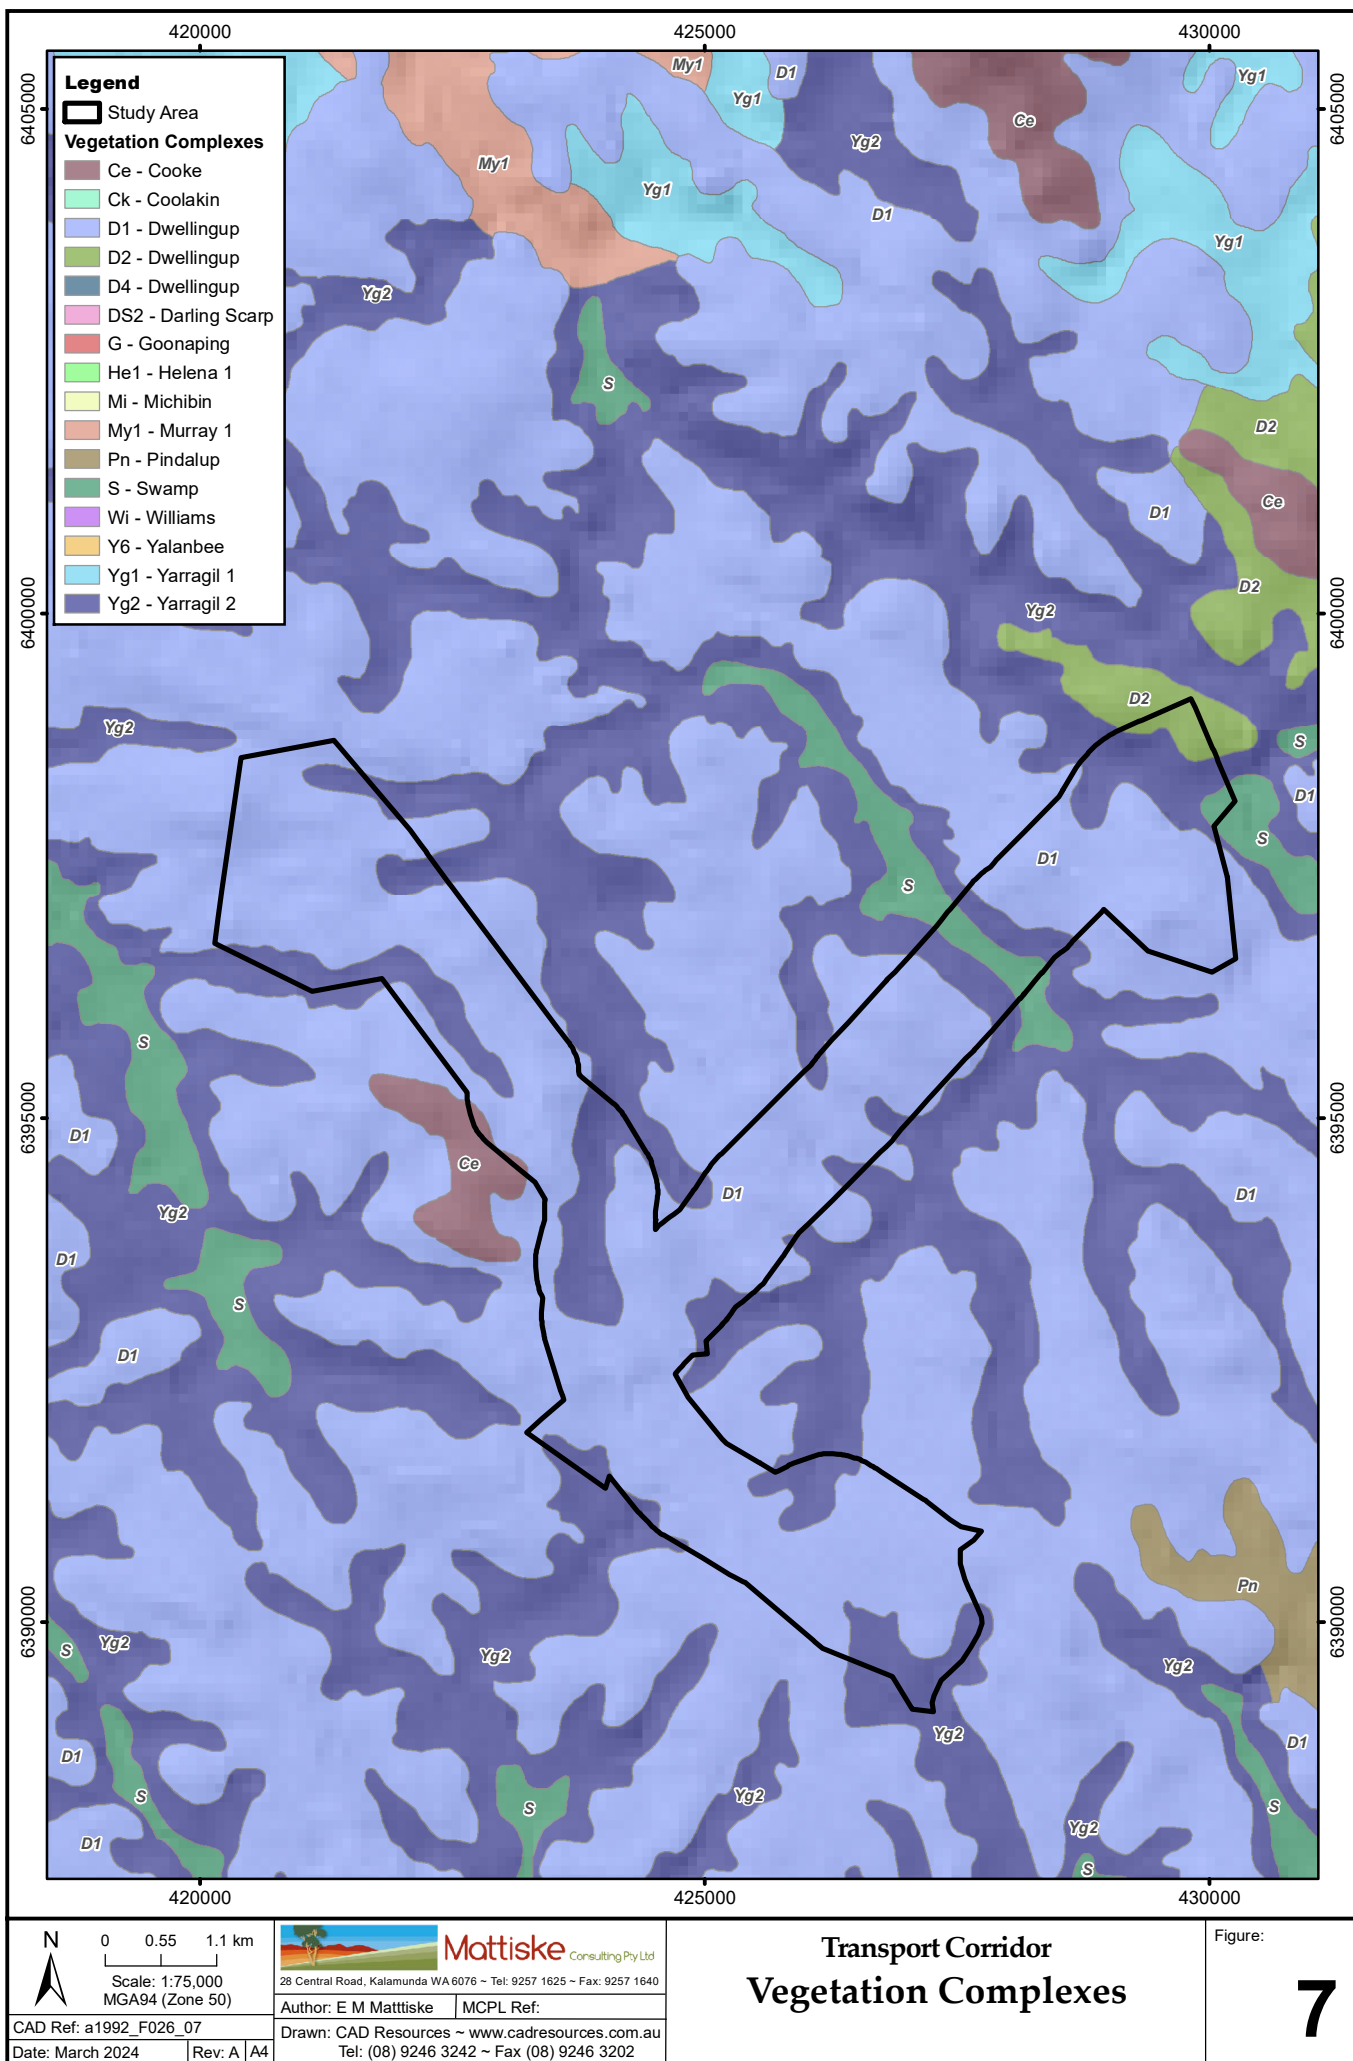 420000
425000
430000
6405000
6400000
6395000
6390000
6405000
6400000
6395000
6390000
Legend
Study Area
Vegetation Complexes
Ce - Cooke
Ck - Coolakin
D1 - Dwellingup
D2 - Dwellingup
D4 - Dwellingup
DS2 - Darling Scarp
G - Goonaping
He1 - Helena 1
Mi - Michibin
My1 - Murray 1
Pn - Pindalup
S - Swamp
Wi - Williams
Y6 - Yalanbee
Yg1 - Yarragil 1
Yg2 - Yarragil 2
My1
D1
Yg1
Yg1
Ce
Yg2
My1
Yg1
D1
Yg1
Yg2
S
D2
Ce
D1
D2
Yg2
D2
Yg2
S
D1
S
D1
S
S
D1
Ce
D1
D1
Yg2
D1
S
D1
Pn
Yg2
S
Yg2
Yg2
Yg2
D1
D1
S
Yg2
S
S
Yg2
D1
S
420000
425000
430000
N
0 0.55 1.1 km
Scale: 1:75,000
MGA94 (Zone 50)
CAD Ref: a1992_F026_07
Date: March 2024
Rev: A
A4
Mattiske Consulting Pty Ltd
28 Central Road, Kalamunda WA 6076 ~ Tel: 9257 1625 ~ Fax: 9257 1640
Author: E M Matttiske
MCPL Ref:
Drawn: CAD Resources ~ www.cadresources.com.au
Tel: (08) 9246 3242 ~ Fax (08) 9246 3202
Transport Corridor
Vegetation Complexes
Figure:
7